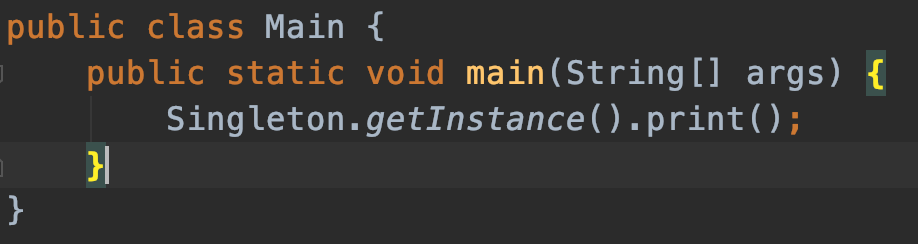 public class Main {
    public static void main(String[] args) {
        Singleton.getInstance().print();
    }
}